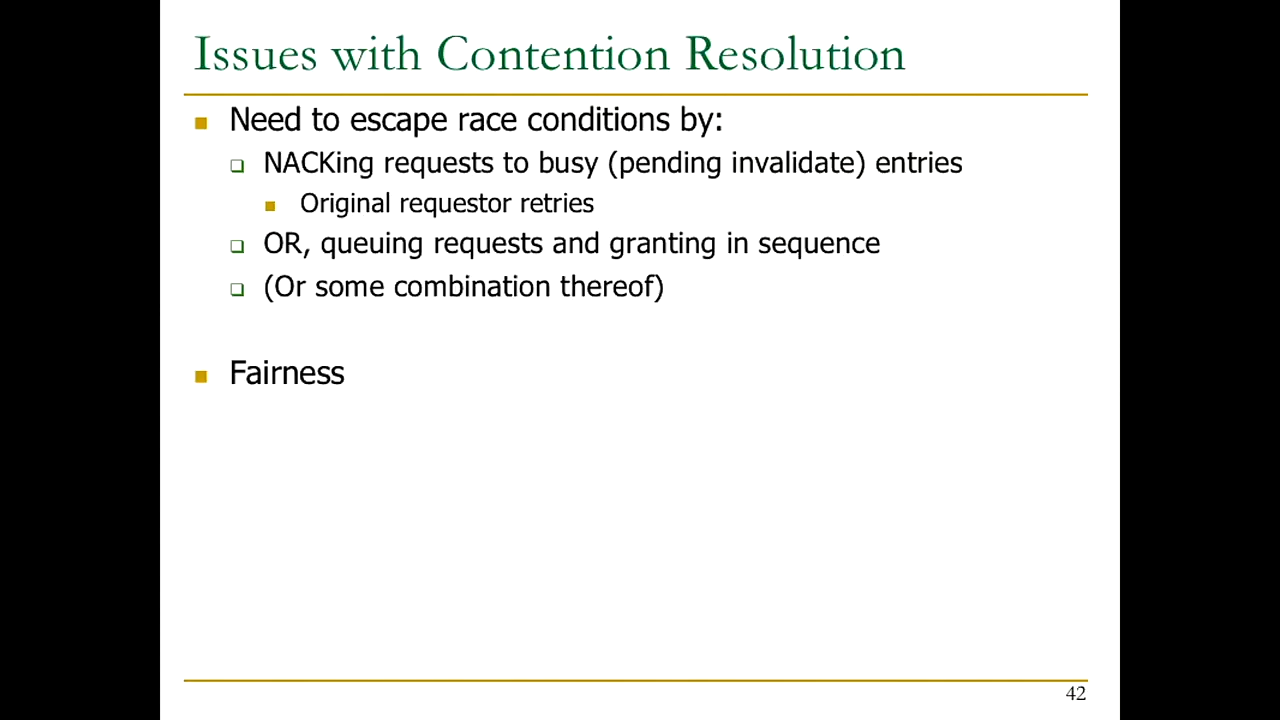 Issues with Contention Resolution
Need to escape race conditions by:
NACKing requests to busy (pending invalidate) entries
Original requestor retries
OR, queuing requests and granting in sequence
(Or some combination thereof)
Fairness
42